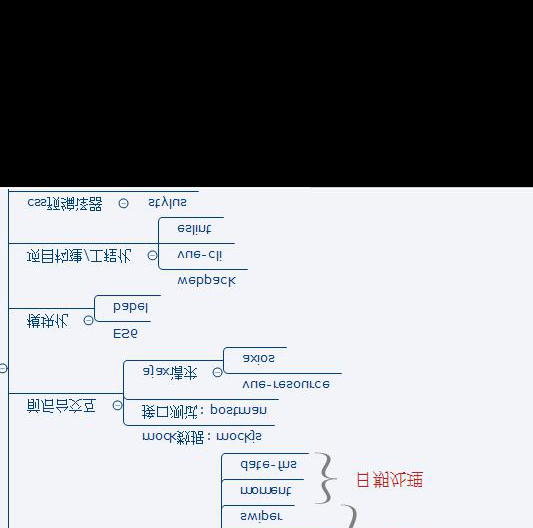 css预编译器
stylus
eslint
项目构建/工程化
vue-cli
webpack
babel
模块化
ES6
axios
ajax请求
vue-resource
前后台交互
接口测试：postman
mock数据：mockjs
date-fns
日期处理
moment
swiper